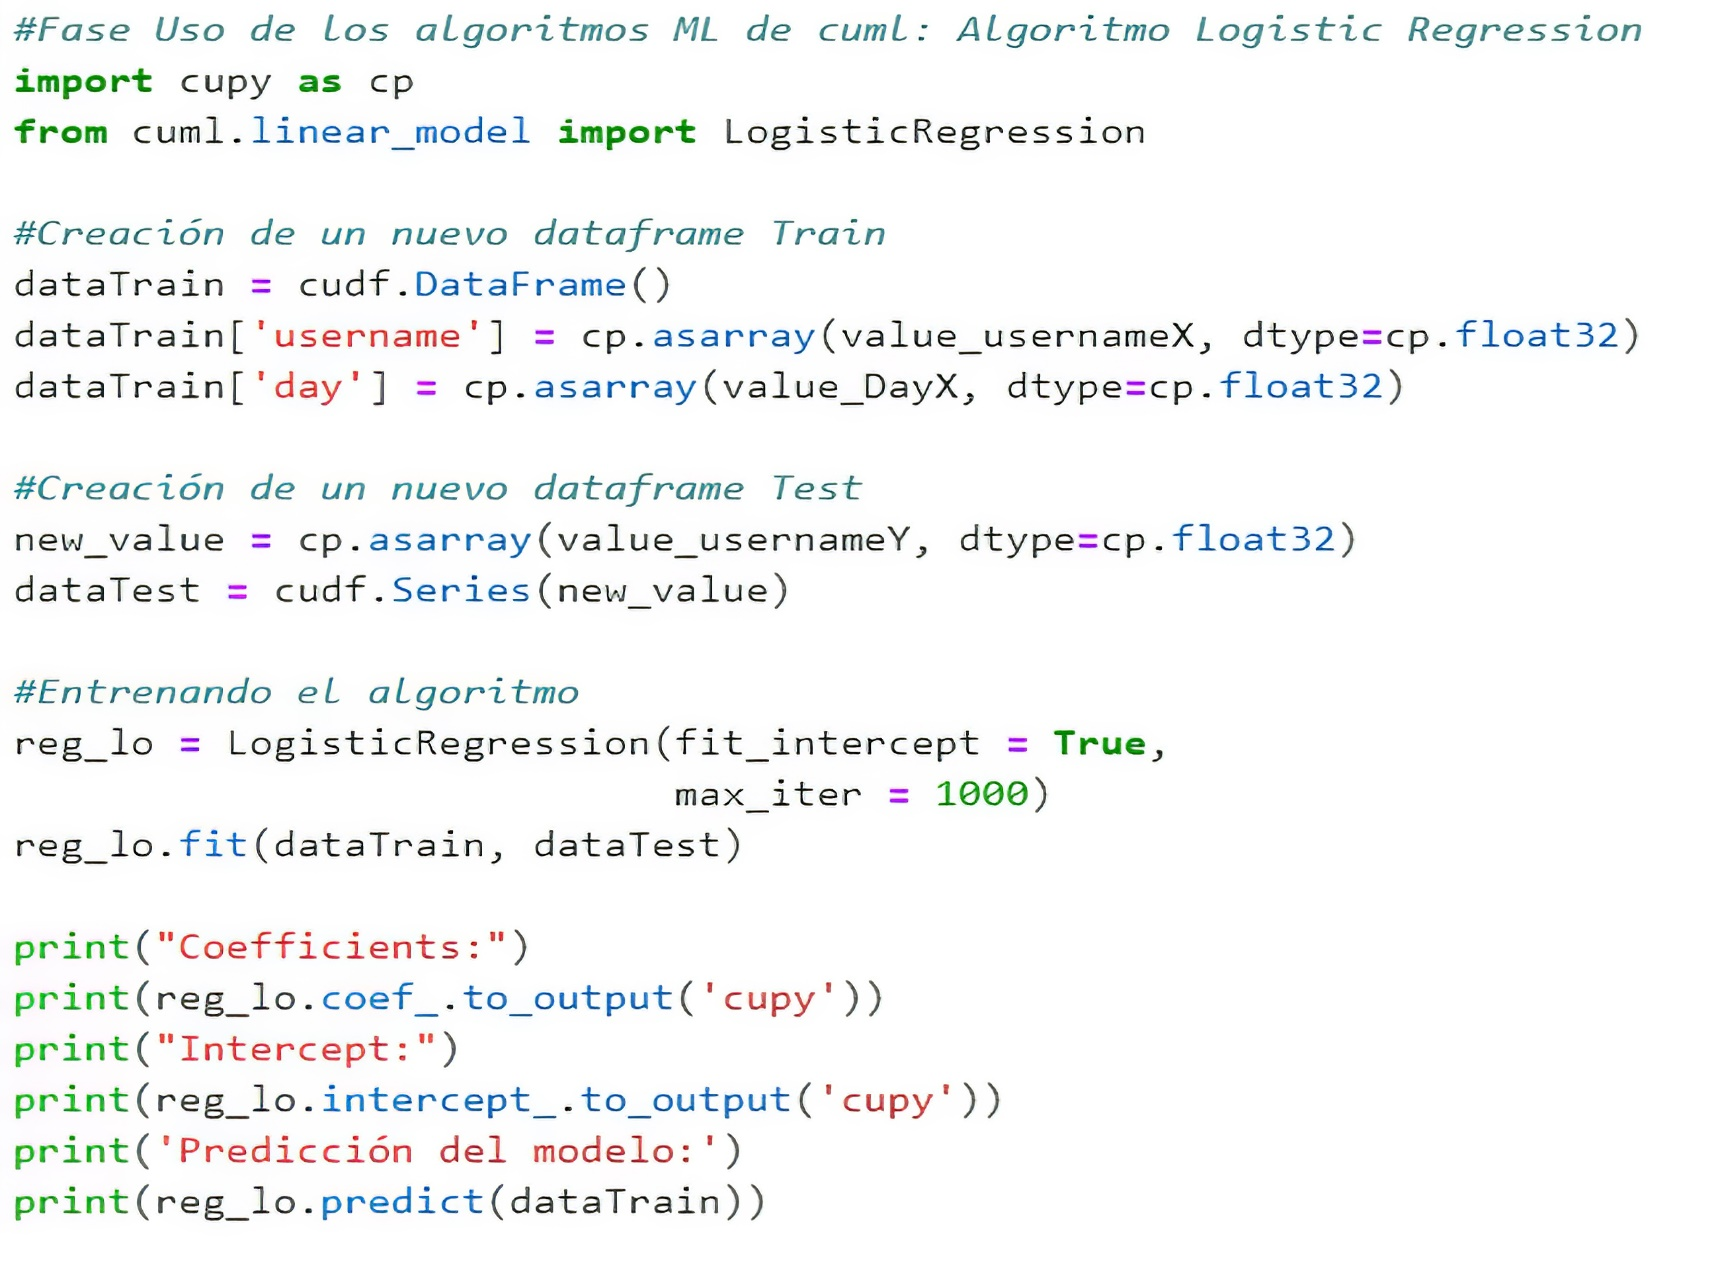 #Fase Uso de los algoritmos ML de cuml: Algoritmo Logistic Regression
import cupy as cp
from cuml.linear_model import LogisticRegression
#Creación de un nuevo dataframe Train
dataTrain = cudf.DataFrame()
dataTrain['username'] = cp.asarray(value_usernameX, dtype=cp.float32)
dataTrain['day'] = cp.asarray(value_DayX, dtype=cp.float32)
#Creación de un nuevo dataframe Test
new_value = cp.asarray(value_usernameY, dtype=cp.float32)
dataTest = cudf.Series(new_value)
#Entrenando el algoritmo
reg_lo = LogisticRegression(fit_intercept = True,
max_iter = 1000)
reg_lo.fit(dataTrain, dataTest)
print("Coefficients:")
print(reg_lo.coef_.to_output('cupy'))
print("Intercept:")
print(reg_lo.intercept_.to_output('cupy'))
print('Predicción del modelo:')
print(reg_lo.predict(dataTrain))